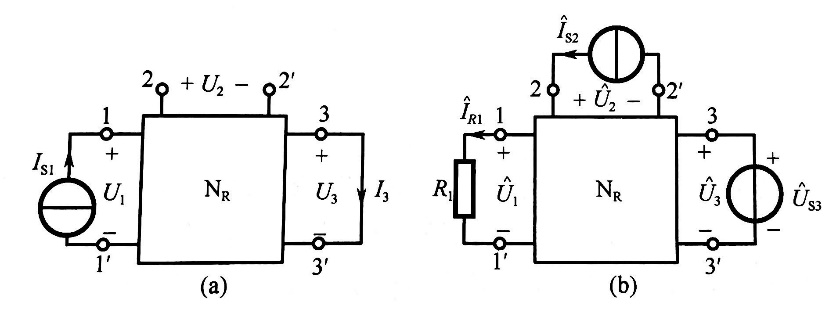 2 + U₂ − 2′
1
3
I_S1
+
+
U₁
N_R
U₃
I₃
−
−
1′
3′
(a)
Î_S2
2
2′
+ Û₂ −
Î_R1
1
3
+
+
+
R₁
Û₁
N_R
Û₃
Û_S3
−
−
−
1′
3′
(b)